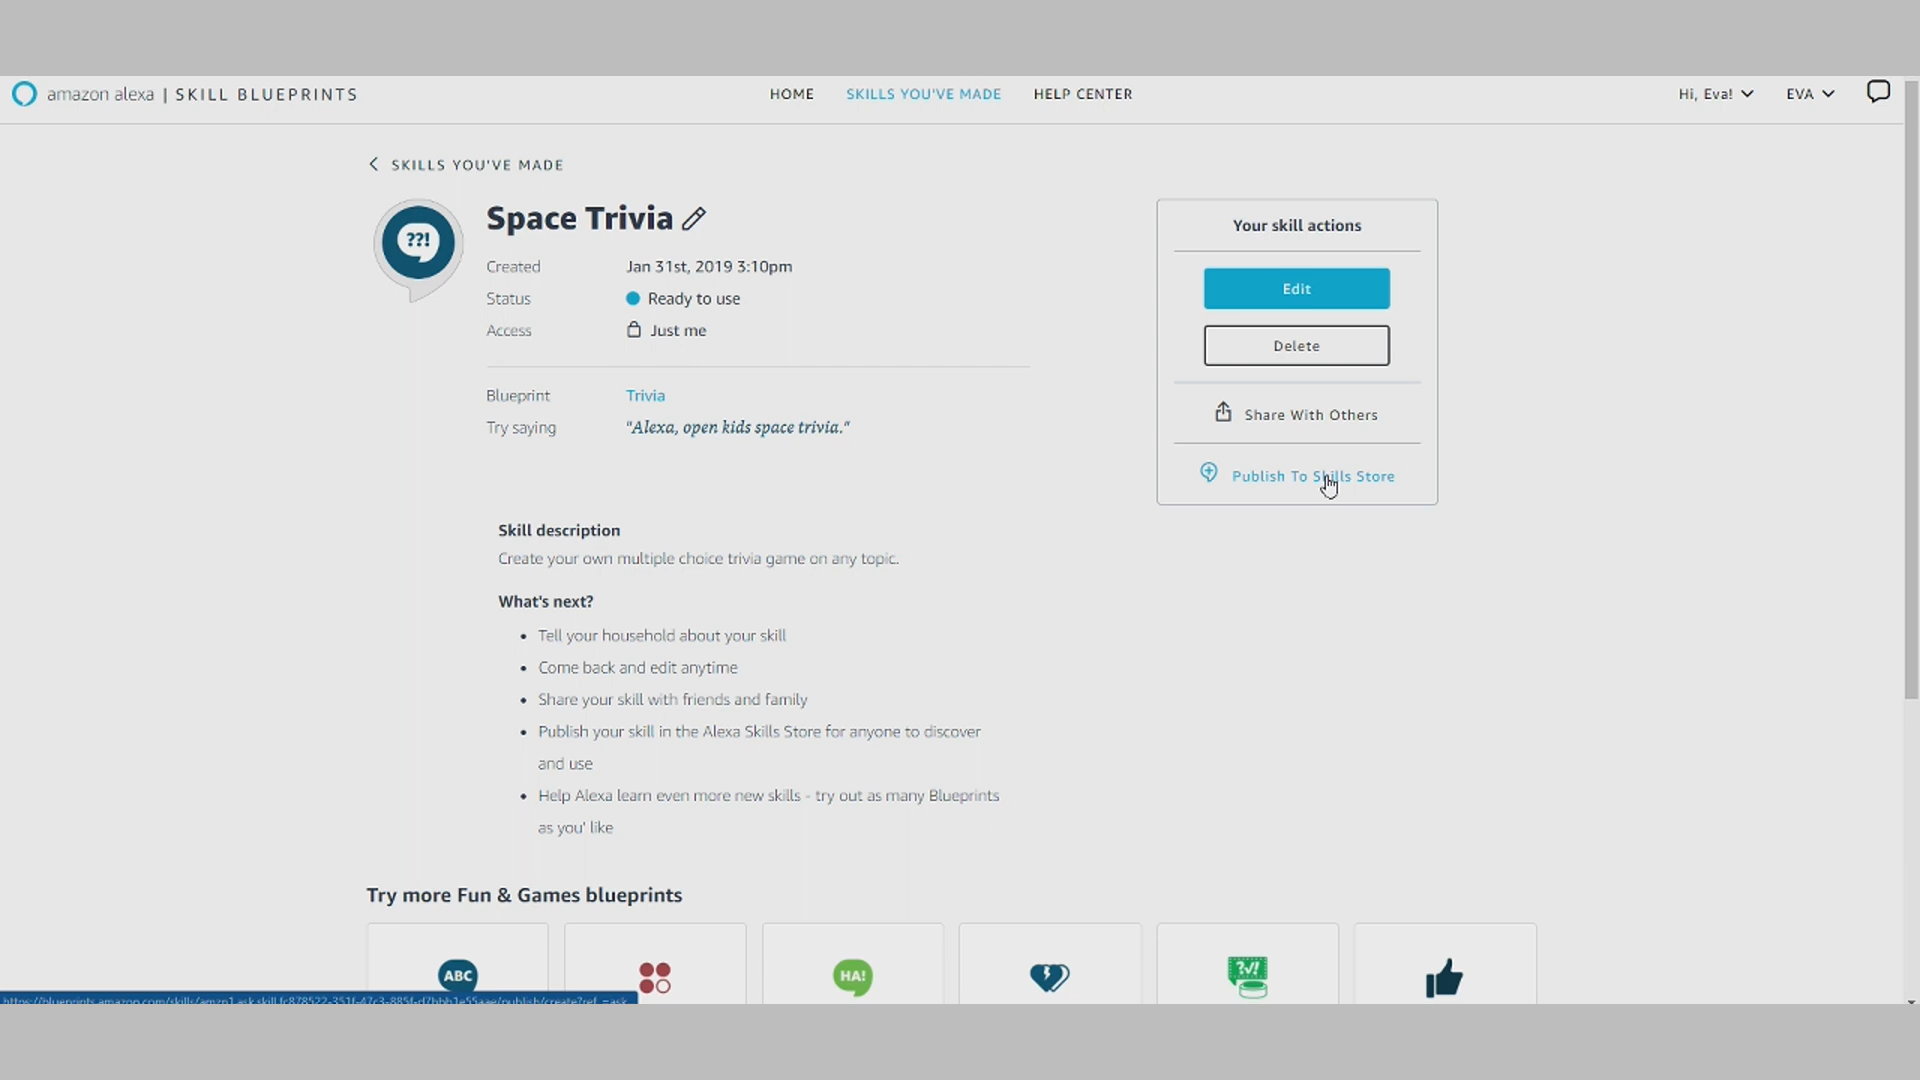 amazon alexa | SKILL BLUEPRINTS
HOME
SKILLS YOU'VE MADE
HELP CENTER
Hi, Eva!
EVA
SKILLS YOU'VE MADE
??!
Space Trivia
Created
Jan 31st, 2019 3:10pm
Status
Ready to use
Access
Just me
Blueprint
Trivia
Try saying
"Alexa, open kids space trivia."
Your skill actions
Edit
Delete
Share With Others
Publish To Skills Store
Skill description
Create your own multiple choice trivia game on any topic.
What's next?
Tell your household about your skill
Come back and edit anytime
Share your skill with friends and family
Publish your skill in the Alexa Skills Store for anyone to discover
and use
Help Alexa learn even more new skills - try out as many Blueprints
as you' like
Try more Fun & Games blueprints
ABC
HA!
?√!